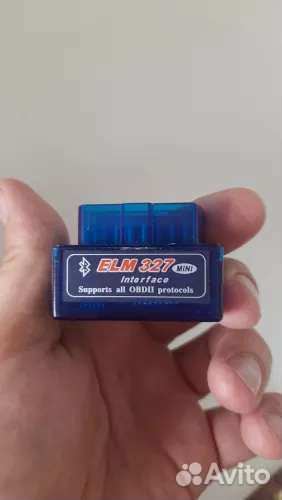 ELM 327 MINI
Interface
Supports all OBDII protocols
Avito